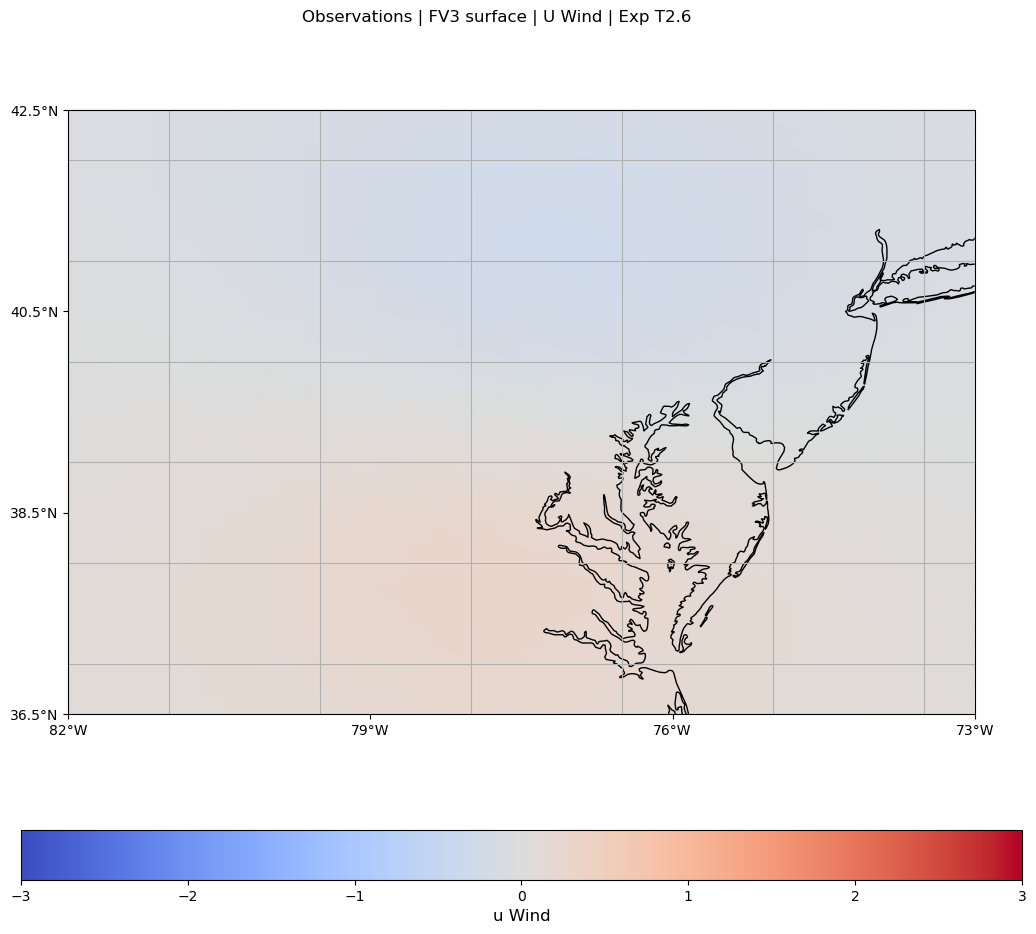 Observations | FV3 surface | U Wind | Exp T2.6
42.5°N
40.5°N
38.5°N
36.5°N
82°W 79°W 76°W 73°W
−3 −2 −1 0 1 2 3
u Wind